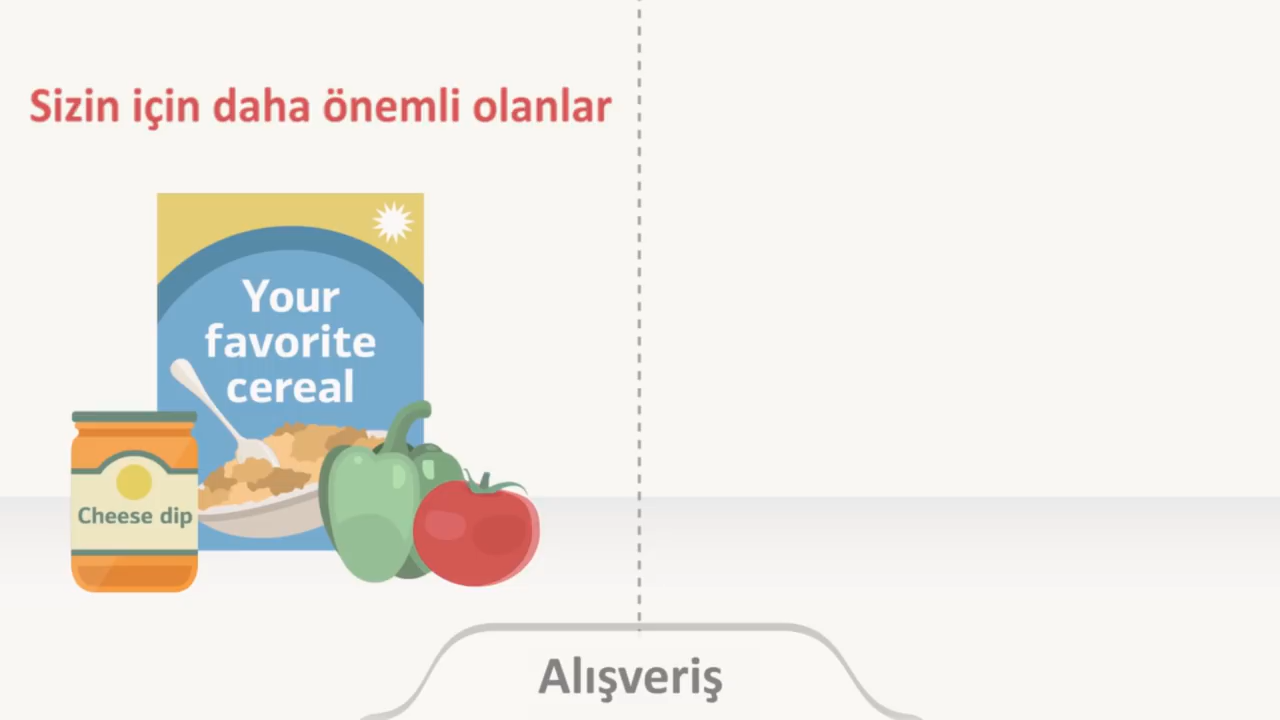 Sizin için daha önemli olanlar
Your
favorite
cereal
Cheese dip
Alışveriş